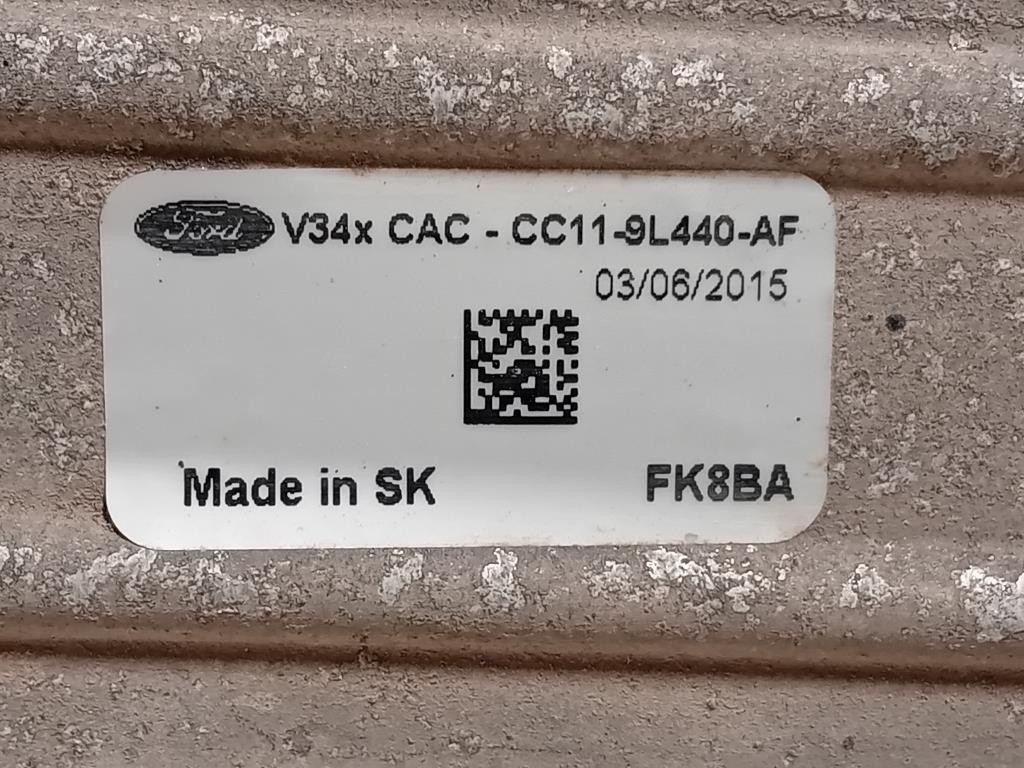 Ford V34x CAC - CC11-9L440-AF
03/06/2015
Made in SK FK8BA